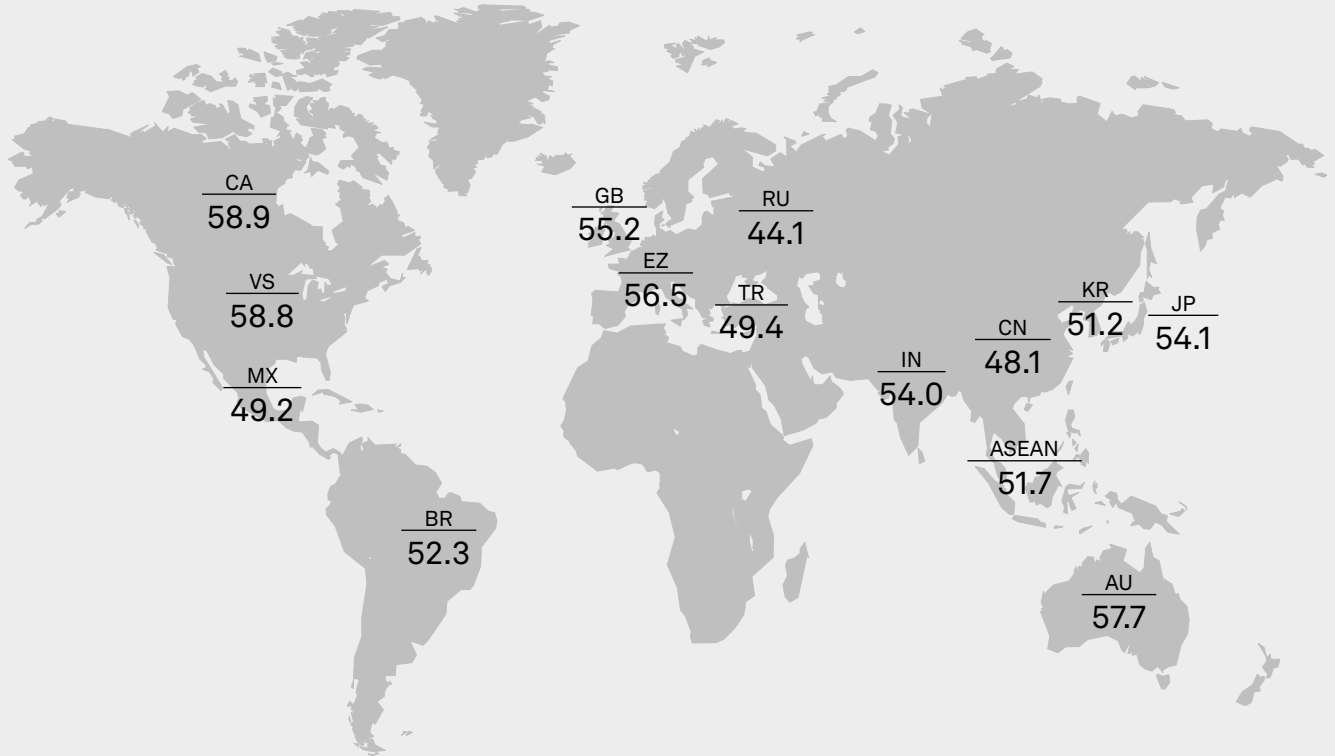 CA
58.9
VS
58.8
MX
49.2
BR
52.3
GB
55.2
EZ
56.5
RU
44.1
TR
49.4
IN
54.0
CN
48.1
KR
51.2
JP
54.1
ASEAN
51.7
AU
57.7